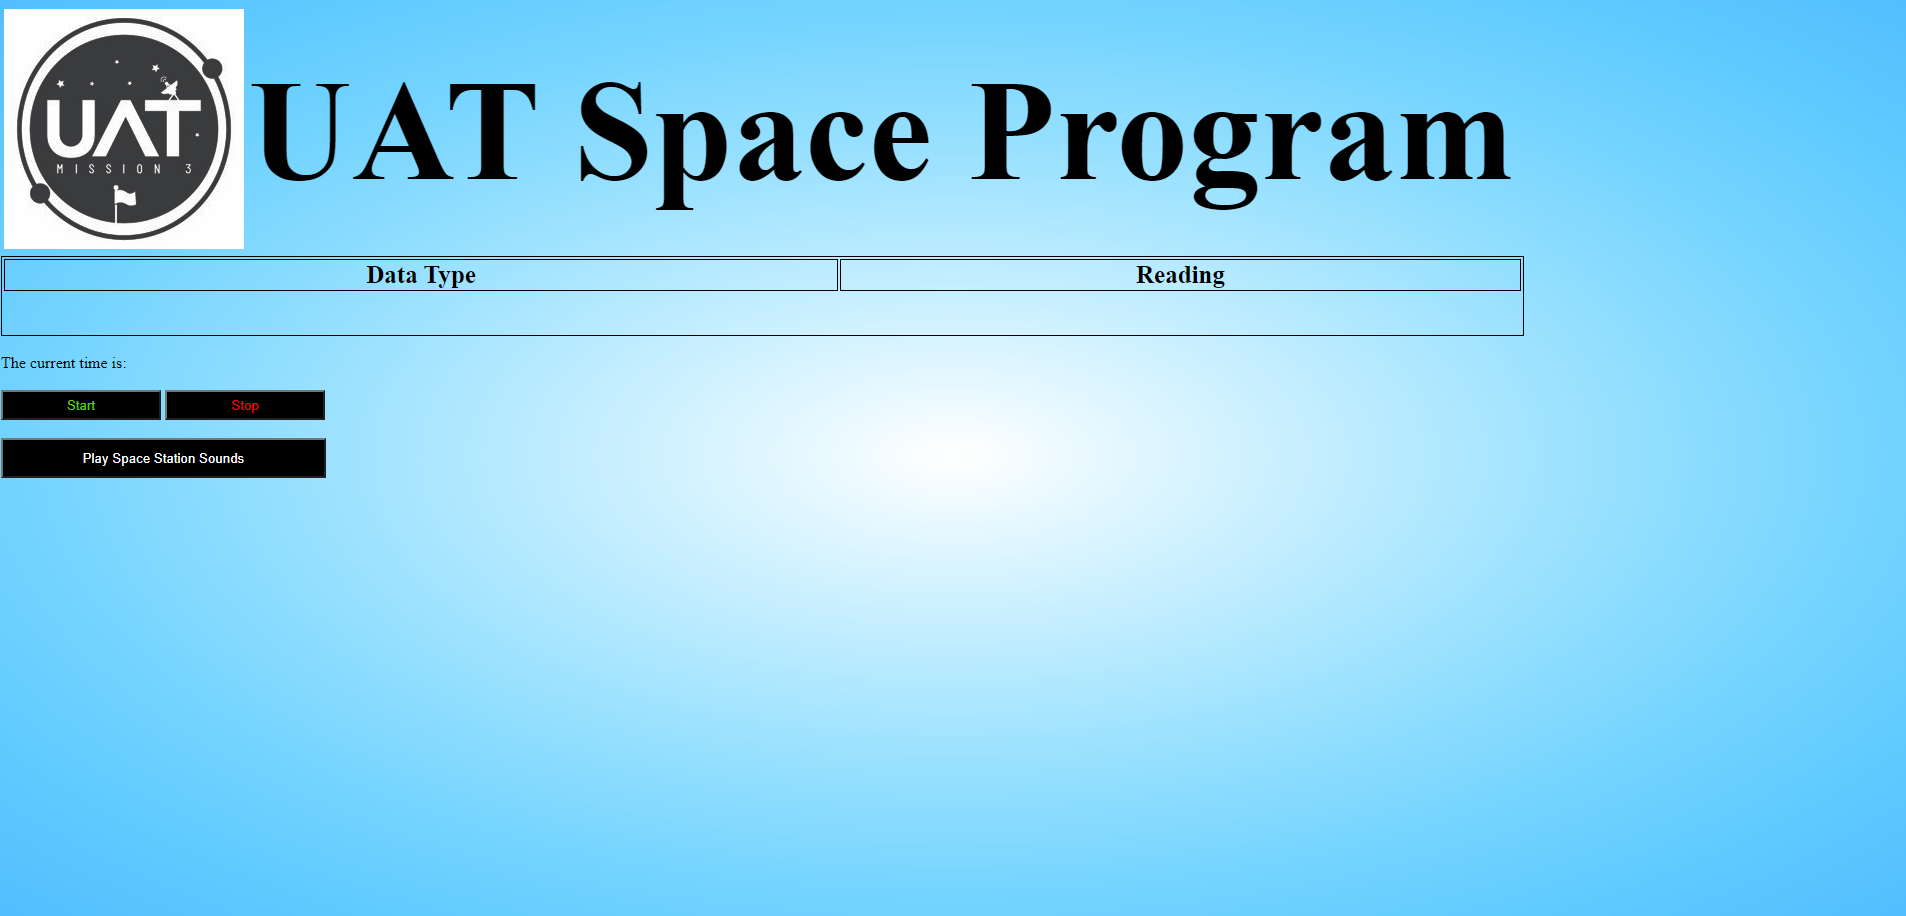 UAT
MISSION 3
UAT Space Program
Data Type Reading
The current time is:
Start Stop
Play Space Station Sounds